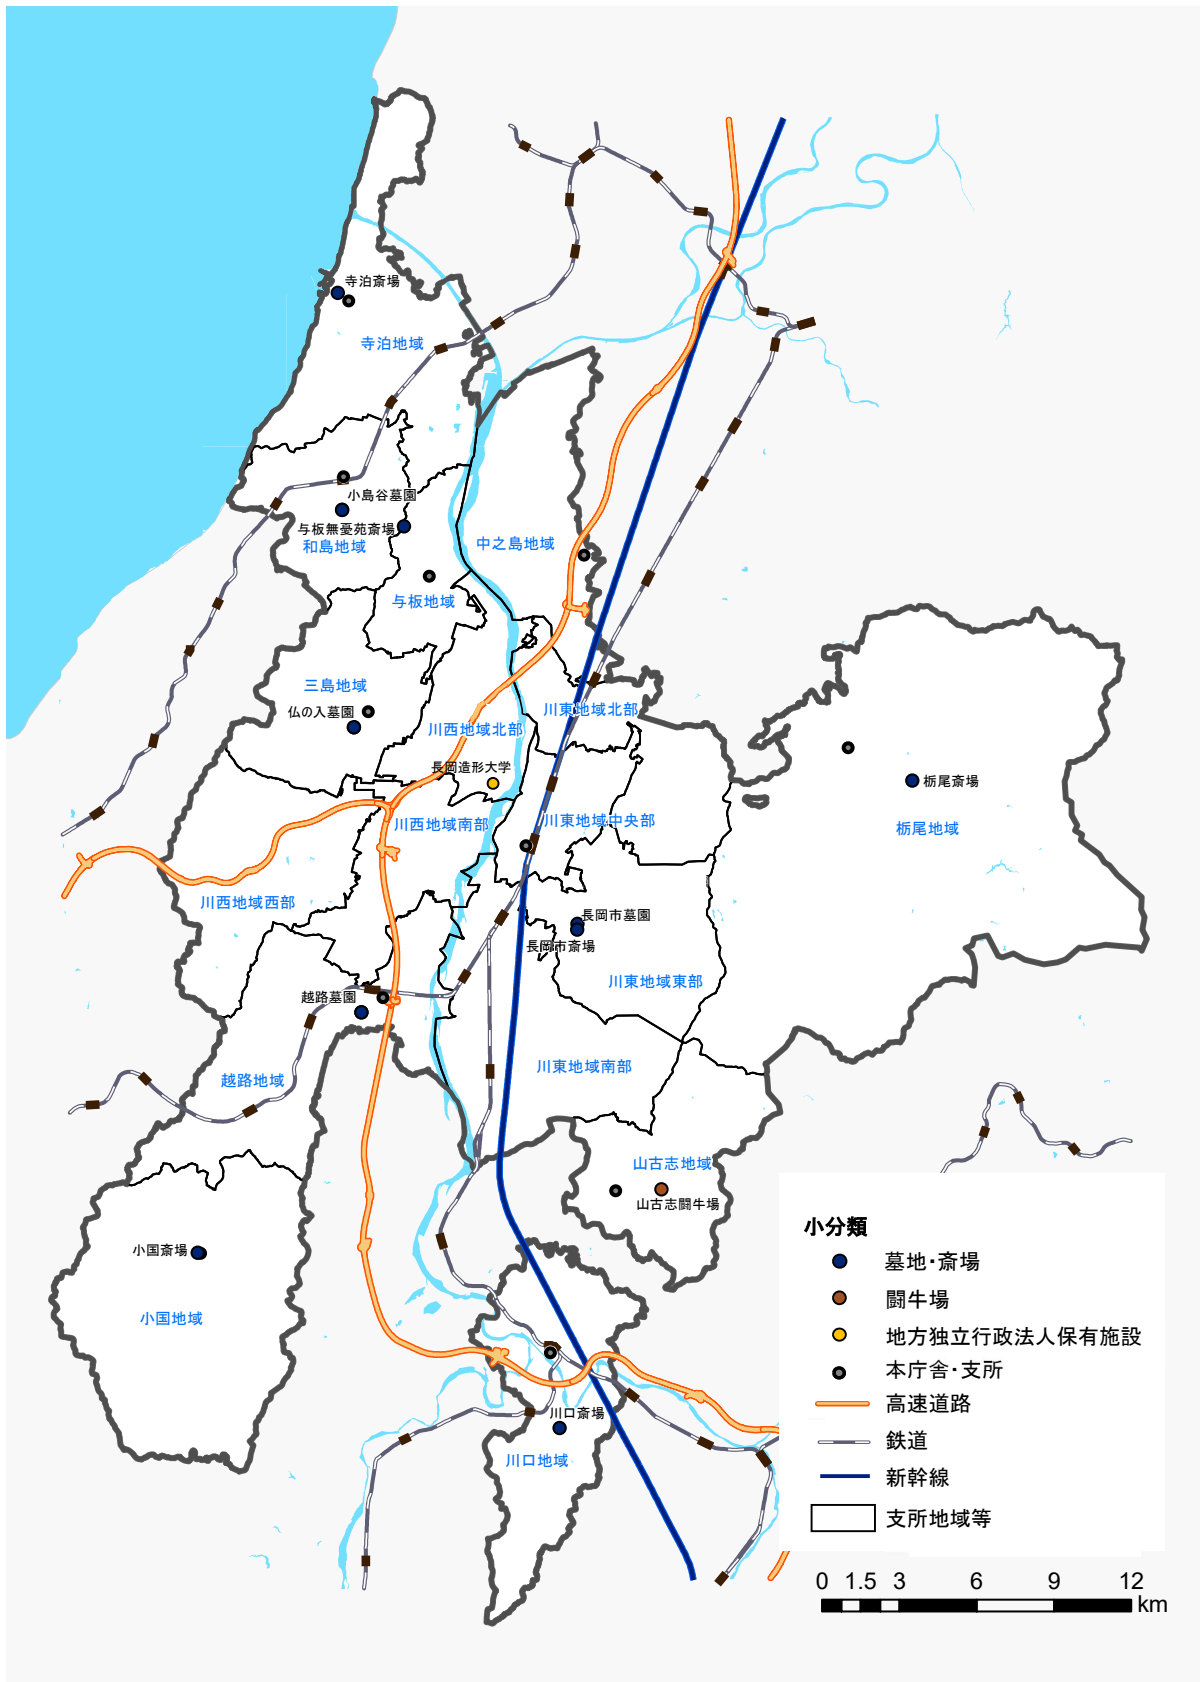 寺泊斎場
寺泊地域
小島谷墓園
与板無憂苑斎場
和島地域
中之島地域
与板地域
三島地域
仏の入墓園
川東地域北部
川西地域北部
長岡造形大学
栃尾斎場
川西地域南部
川東地域中央部
栃尾地域
川西地域西部
長岡市墓園
長岡市斎場
川東地域東部
越路墓園
越路地域
川東地域南部
山古志地域
山古志闘牛場
小国斎場
小国地域
川口斎場
川口地域
小分類
墓地・斎場
闘牛場
地方独立行政法人保有施設
本庁舎・支所
高速道路
鉄道
新幹線
支所地域等
0 1.5 3 6 9 12
km